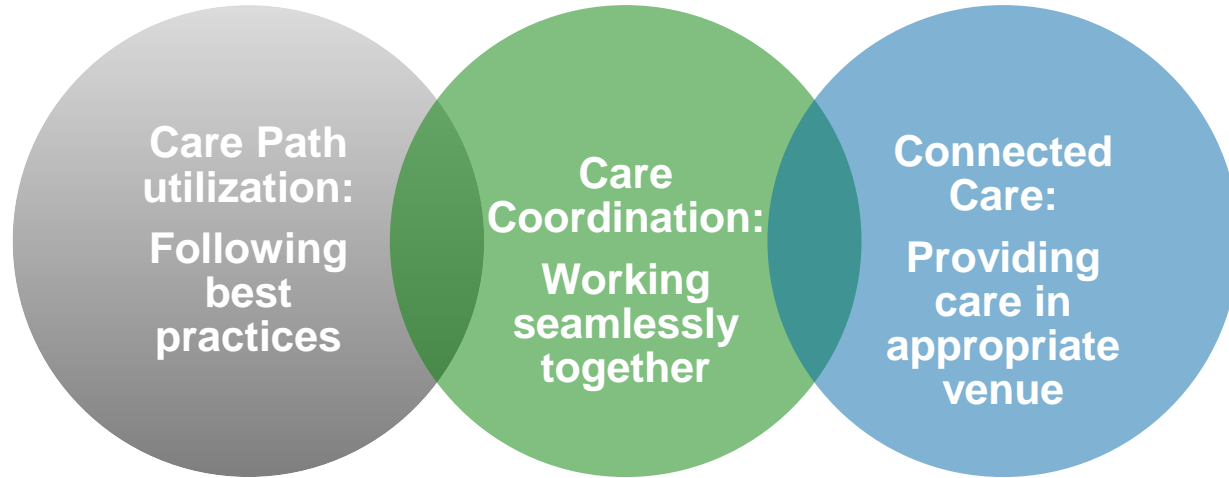 Care Path
utilization:
Following
best
practices
Care
Coordination:
Working
seamlessly
together
Connected
Care:
Providing
care in
appropriate
venue